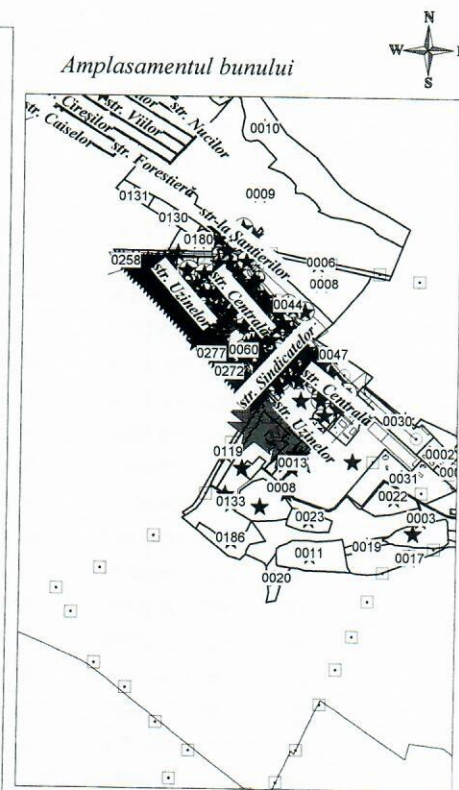 N
W
S
Amplasamentul bunului
str. Nucilor
str. Viilor
str. Cireșilor
str. Caiselor
str. Forestieră
0010
0009
0131
0130
str-la Șantierilor
0180
0006
0008
0258
str. Uzinelor
str. Centrală
0044
0277
0060
0272
str. Sindicatelor
0047
str. Centrală
str. Uzinelor
0030
0002
0119
0013
0031
0133
0008
0022
0023
0003
0186
0011
0019
0017
0020